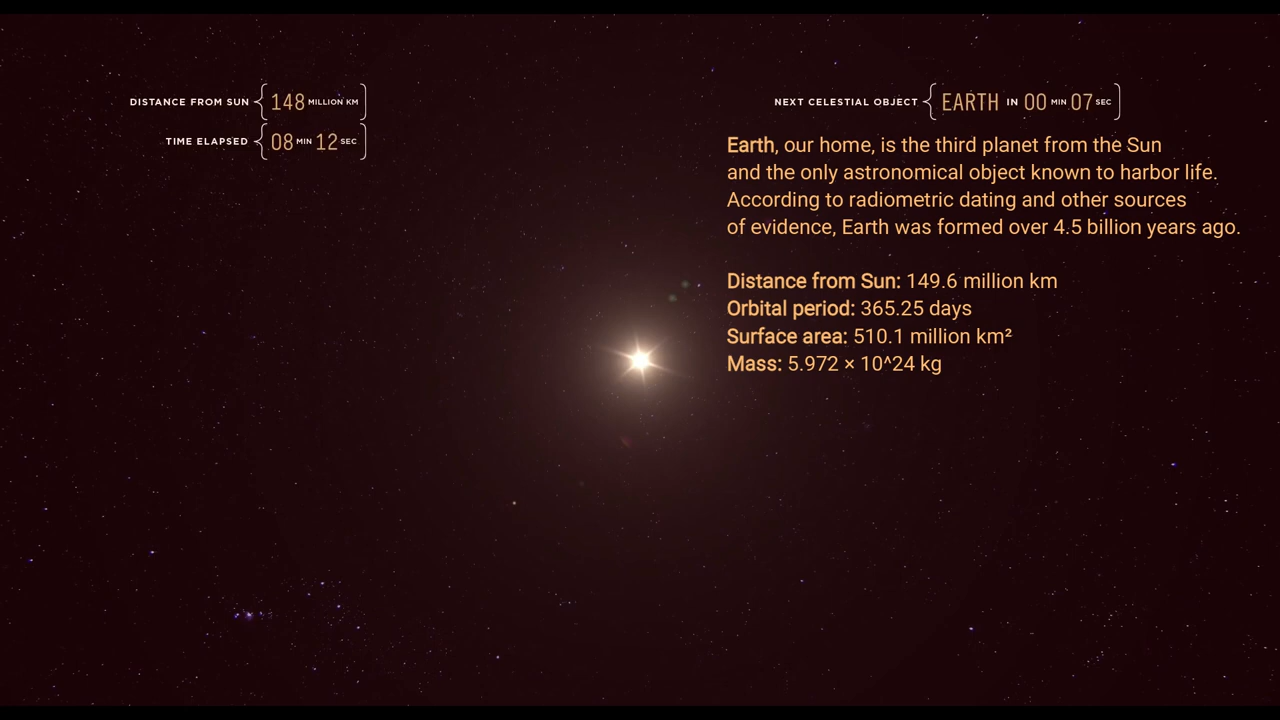 DISTANCE FROM SUN 148 MILLION KM
TIME ELAPSED 08 MIN 12 SEC
NEXT CELESTIAL OBJECT EARTH IN 00 MIN 07 SEC
Earth, our home, is the third planet from the Sun
and the only astronomical object known to harbor life.
According to radiometric dating and other sources
of evidence, Earth was formed over 4.5 billion years ago.
Distance from Sun: 149.6 million km
Orbital period: 365.25 days
Surface area: 510.1 million km²
Mass: 5.972 × 10^24 kg